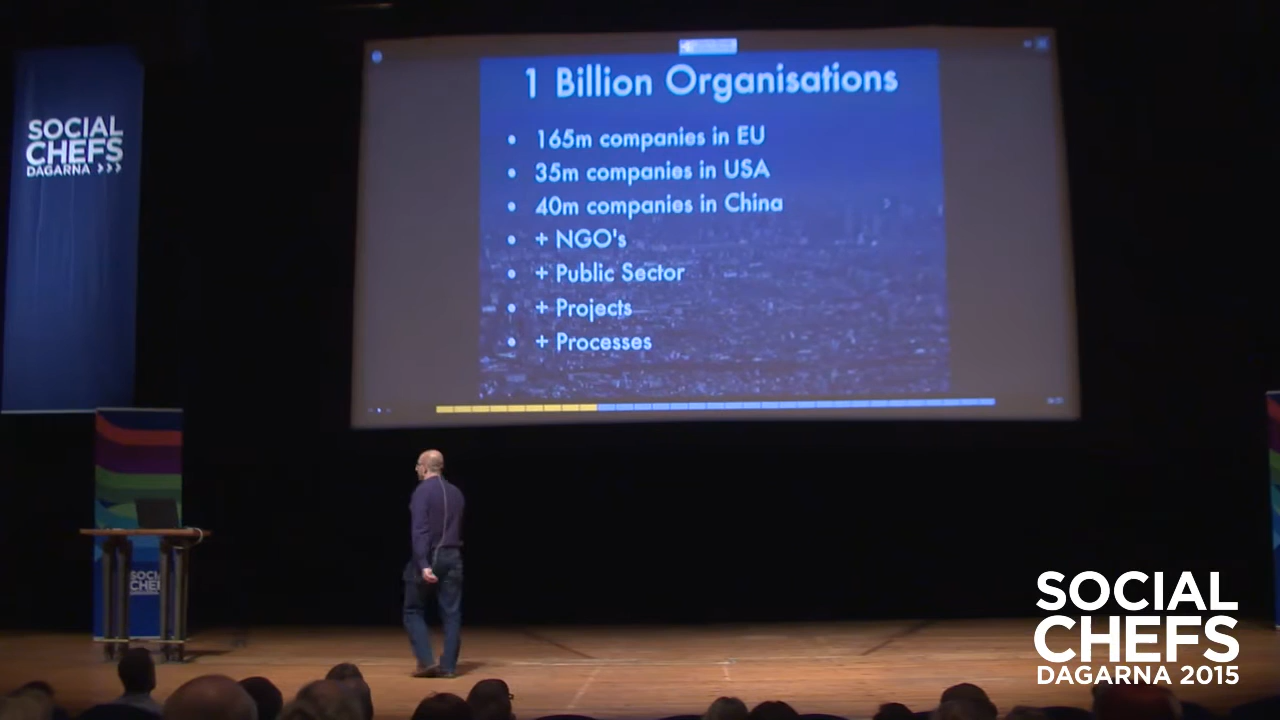 SOCIAL
CHEFS
DAGARNA >>>
1 Billion Organisations
• 165m companies in EU
• 35m companies in USA
• 40m companies in China
• + NGO's
• + Public Sector
• + Projects
• + Processes
SOCIAL
CHEFS
DAGARNA 2015